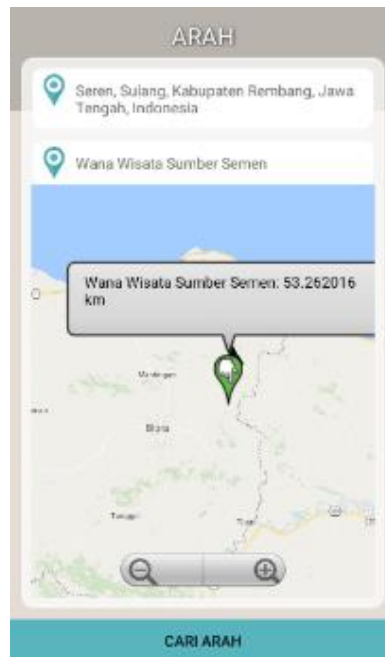 ARAH
Seren, Sulang, Kabupaten Rembang, Jawa
Tengah, Indonesia
Wana Wisata Sumber Semen
Wana Wisata Sumber Semen: 53.262016
km
Mantingan
Blora
CARI ARAH